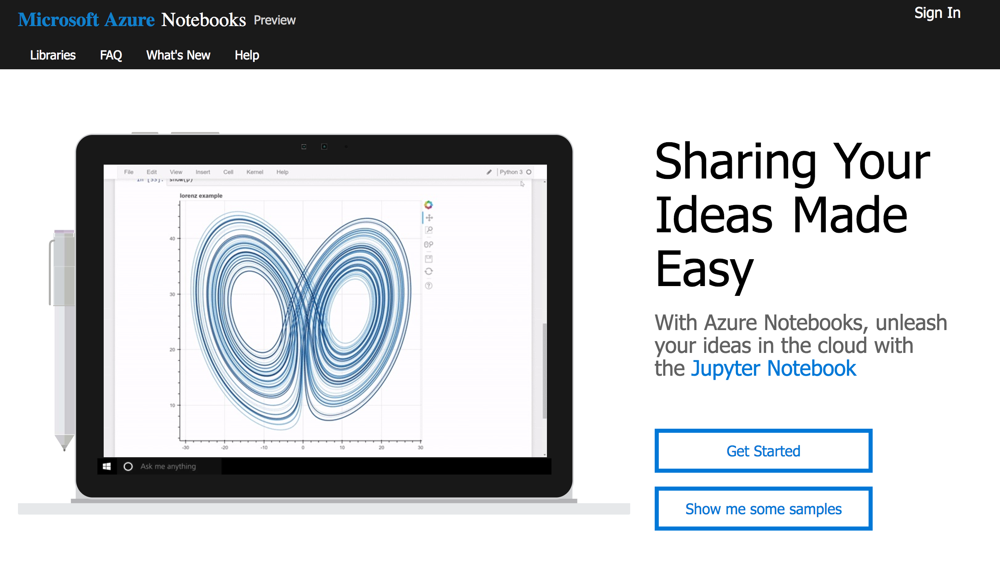 Microsoft Azure Notebooks Preview
Sign In
Libraries FAQ What's New Help
File Edit View Insert Cell Kernel Help Python 3
In [33]: show(p)
lorenz example
40
30
20
10
-30 -20 -10 0 10 20 30
Ask me anything
Sharing Your
Ideas Made
Easy
With Azure Notebooks, unleash
your ideas in the cloud with
the Jupyter Notebook
Get Started
Show me some samples